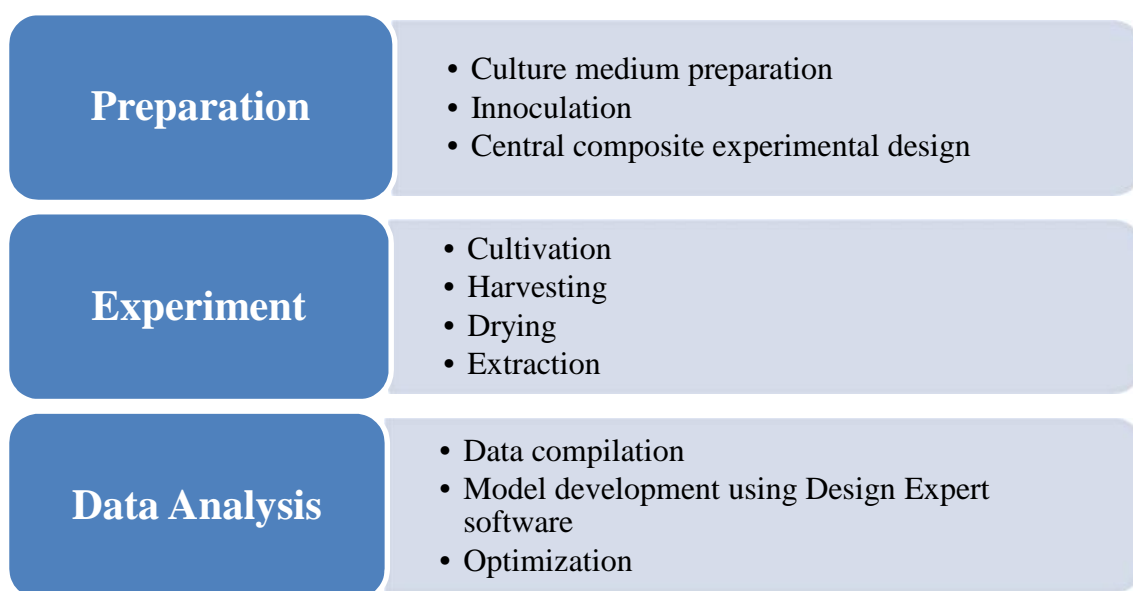 Preparation
• Culture medium preparation
• Innoculation
• Central composite experimental design
Experiment
• Cultivation
• Harvesting
• Drying
• Extraction
Data Analysis
• Data compilation
• Model development using Design Expert
software
• Optimization